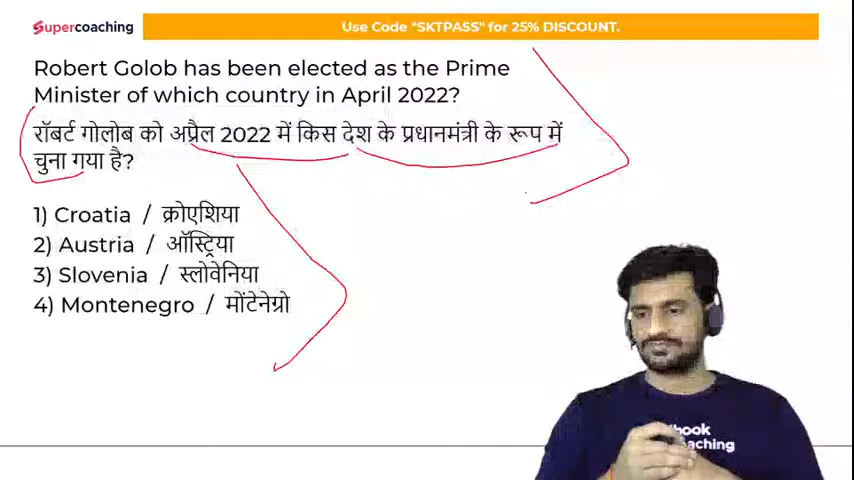 Supercoaching
Use Code "SKTPASS" for 25% DISCOUNT.
Robert Golob has been elected as the Prime
Minister of which country in April 2022?
रॉबर्ट गोलोब को अप्रैल 2022 में किस देश के प्रधानमंत्री के रूप में
चुना गया है?
1) Croatia / क्रोएशिया
2) Austria / ऑस्ट्रिया
3) Slovenia / स्लोवेनिया
4) Montenegro / मोंटेनेग्रो